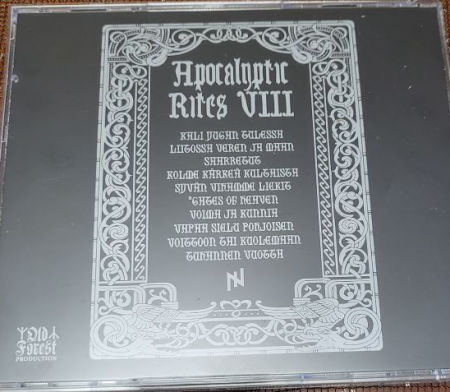 Apocalyptic
Rites VIII
KALI YUGAN TULESSA
LIITOSSA VEREN JA MAAN
SAARRETUT
KOLME KÄRKEÄ KULTAISTA
SYVÄN VIHAMME LIEKIT
*GATES OF HEAVEN
VOIMA JA KUNNIA
VAPAA SIELU POHJOISEN
VOITTOON TAI KUOLEMAAN
TUHANNEN VUOTTA
Old
Forest
PRODUCTION